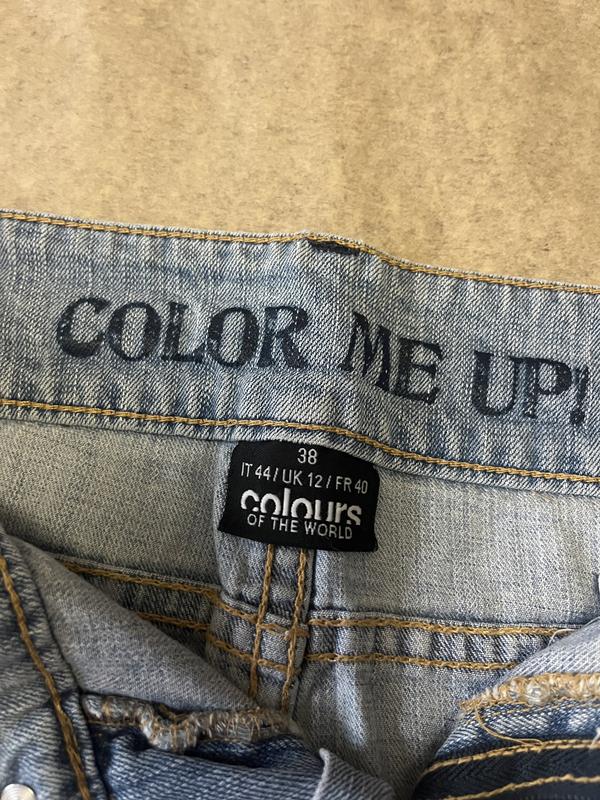 COLOR ME UP!
38
IT 44 / UK 12 / FR 40
colours
OF THE WORLD